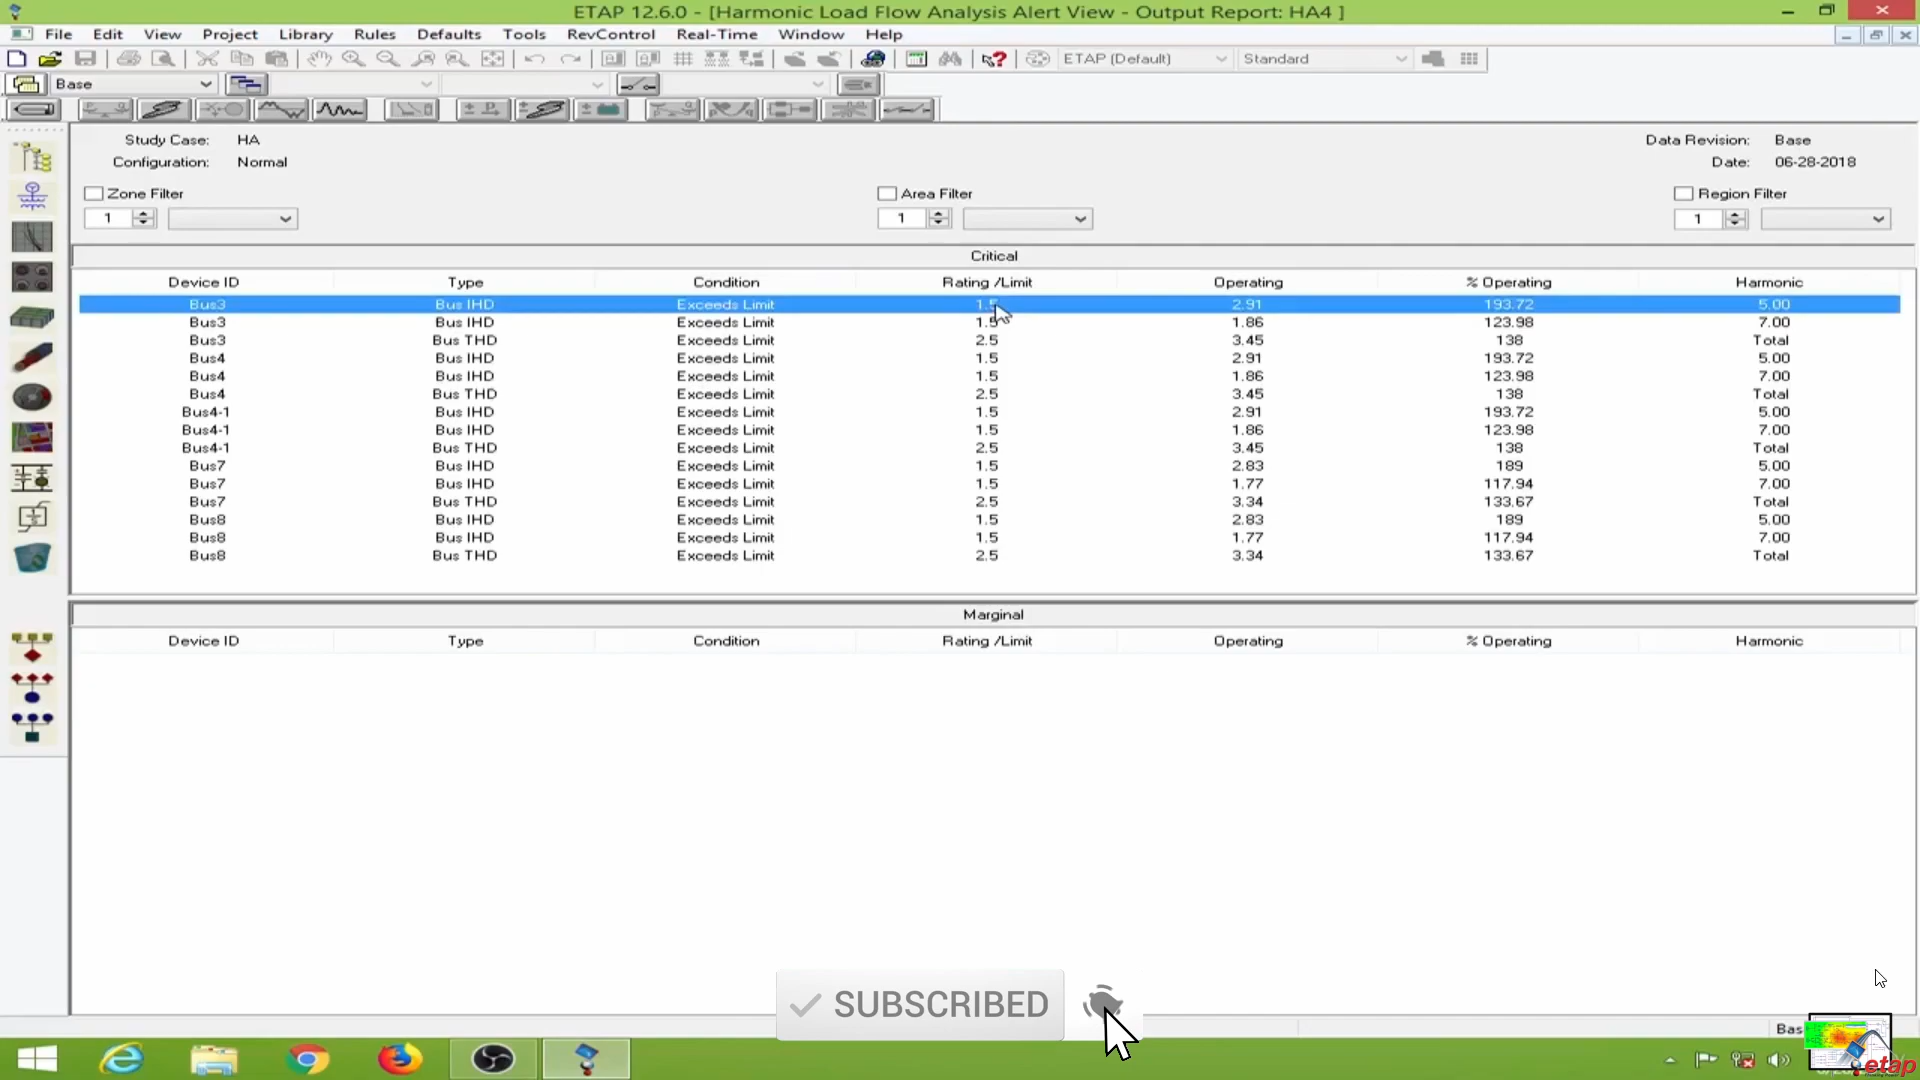 ETAP 12.6.0 - [Harmonic Load Flow Analysis Alert View - Output Report: HA4 ]
File Edit View Project Library Rules Defaults Tools RevControl Real-Time Window Help
ETAP (Default) Standard
Base
Study Case: HA Data Revision: Base
Configuration: Normal Date: 06-28-2018
Zone Filter Area Filter Region Filter
1 1 1
Critical
Device ID Type Condition Rating /Limit Operating % Operating Harmonic
Bus3 Bus IHD Exceeds Limit 1.5 2.91 193.72 5.00
Bus3 Bus IHD Exceeds Limit 1.5 1.86 123.98 7.00
Bus3 Bus THD Exceeds Limit 2.5 3.45 138 Total
Bus4 Bus IHD Exceeds Limit 1.5 2.91 193.72 5.00
Bus4 Bus IHD Exceeds Limit 1.5 1.86 123.98 7.00
Bus4 Bus THD Exceeds Limit 2.5 3.45 138 Total
Bus4-1 Bus IHD Exceeds Limit 1.5 2.91 193.72 5.00
Bus4-1 Bus IHD Exceeds Limit 1.5 1.86 123.98 7.00
Bus4-1 Bus THD Exceeds Limit 2.5 3.45 138 Total
Bus7 Bus IHD Exceeds Limit 1.5 2.83 189 5.00
Bus7 Bus IHD Exceeds Limit 1.5 1.77 117.94 7.00
Bus7 Bus THD Exceeds Limit 2.5 3.34 133.67 Total
Bus8 Bus IHD Exceeds Limit 1.5 2.83 189 5.00
Bus8 Bus IHD Exceeds Limit 1.5 1.77 117.94 7.00
Bus8 Bus THD Exceeds Limit 2.5 3.34 133.67 Total
Marginal
Device ID Type Condition Rating /Limit Operating % Operating Harmonic
SUBSCRIBED
Bas
etap